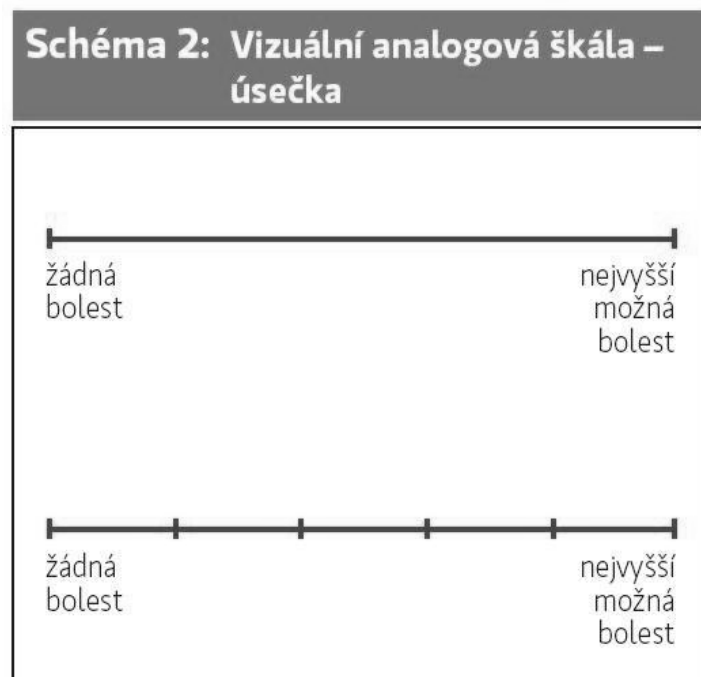 Schéma 2: Vizuální analogová škála –
úsečka
žádná
bolest
nejvyšší
možná
bolest
žádná
bolest
nejvyšší
možná
bolest